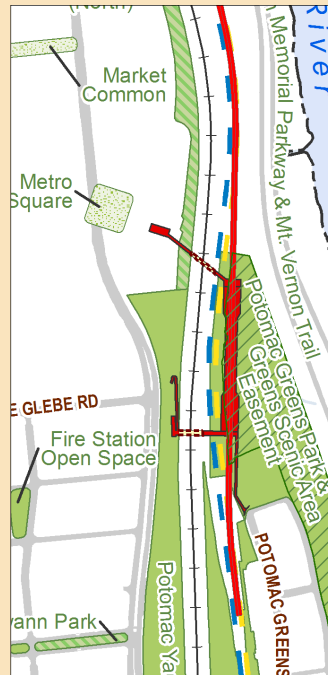 (North)
River
Market
Common
Memorial Parkway & Mt. Vernon Trail
Metro
Square
Potomac Greens Park &
Greens Scenic Area
Easement
E GLEBE RD
Fire Station
Open Space
POTOMAC GREENS
Potomac Ya
Park